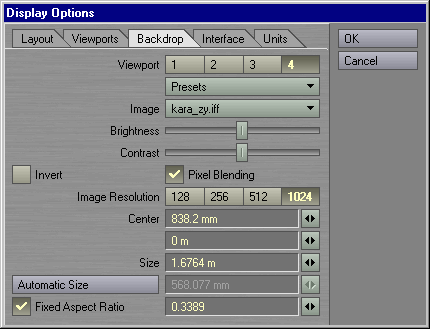 Display Options
Layout Viewports Backdrop Interface Units OK
Viewport 1 2 3 4 Cancel
Presets
Image kara_zy.iff
Brightness
Contrast
Invert Pixel Blending
Image Resolution 128 256 512 1024
Center 838.2 mm
0 m
Size 1.6764 m
Automatic Size 568.077 mm
Fixed Aspect Ratio 0.3389